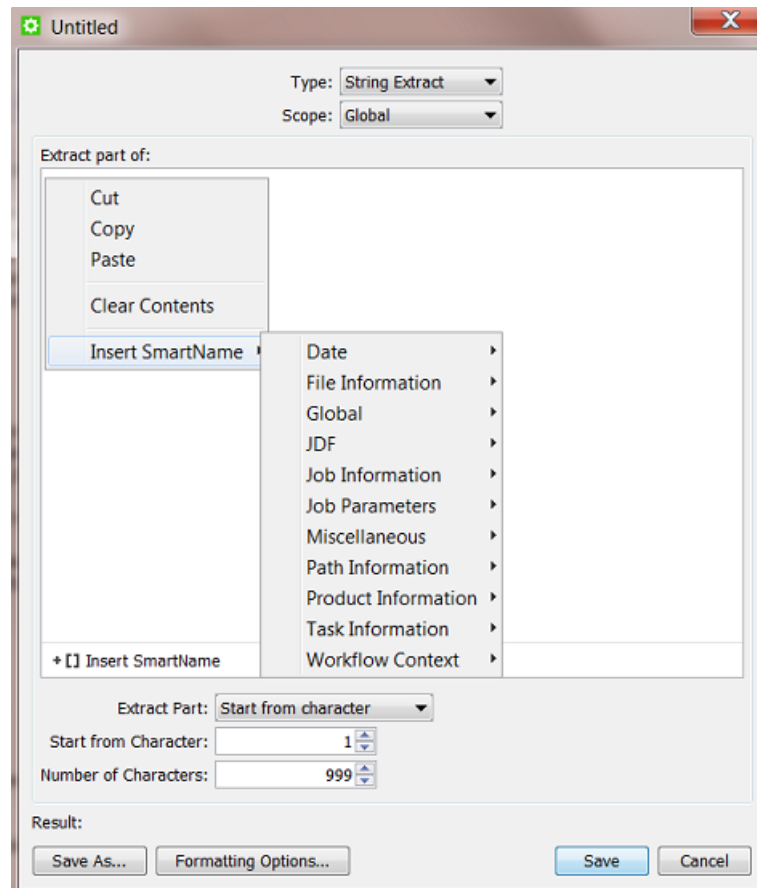 Untitled
Type: String Extract
Scope: Global
Extract part of:
Cut
Copy
Paste
Clear Contents
Insert SmartName
Date
File Information
Global
JDF
Job Information
Job Parameters
Miscellaneous
Path Information
Product Information
Task Information
Workflow Context
+[] Insert SmartName
Extract Part: Start from character
Start from Character: 1
Number of Characters: 999
Result:
Save As... Formatting Options... Save Cancel